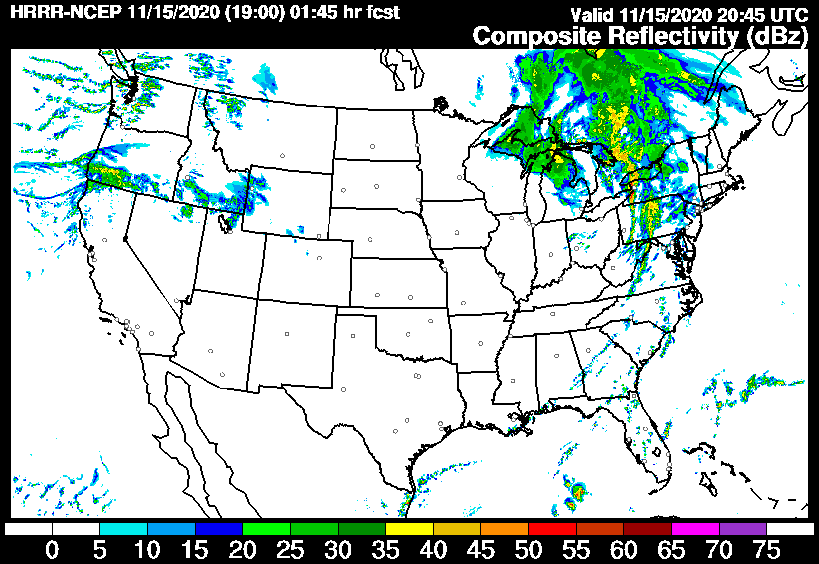 HRRR-NCEP 11/15/2020 (19:00) 01:45 hr fcst
Valid 11/15/2020 20:45 UTC
Composite Reflectivity (dBz)
0 5 10 15 20 25 30 35 40 45 50 55 60 65 70 75